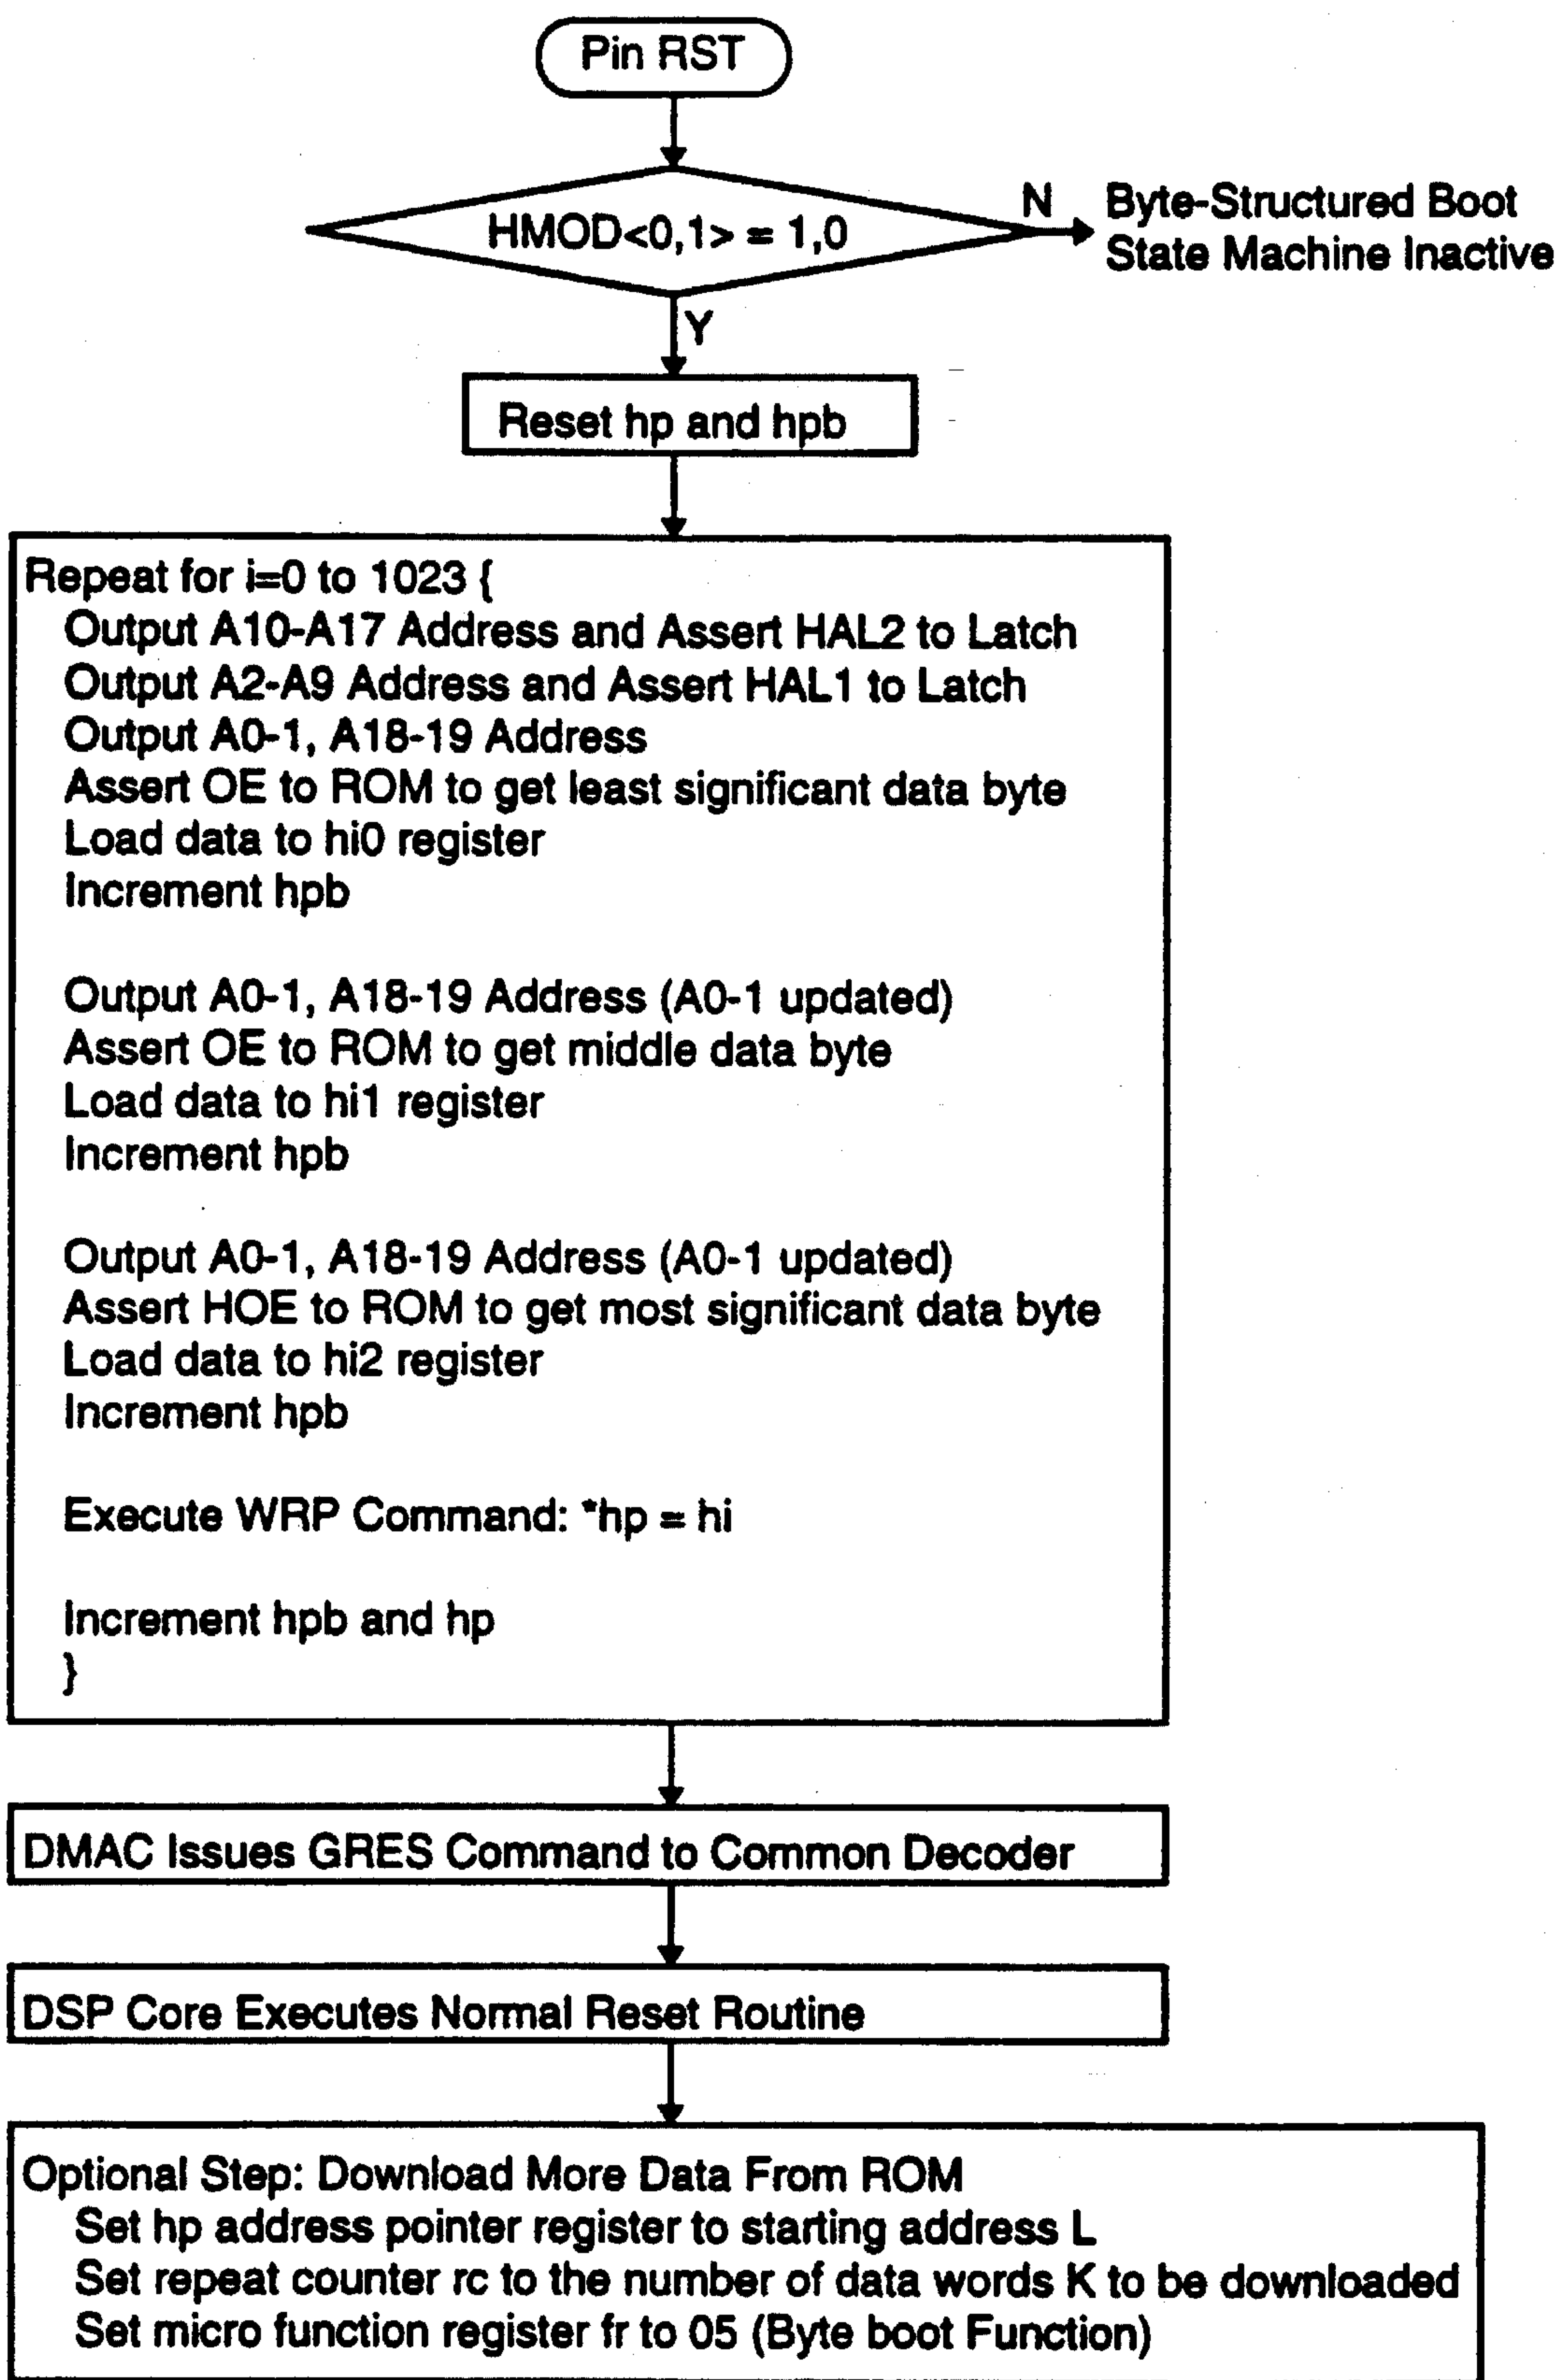 Pin RST
HMOD<0,1> = 1,0
N
Byte-Structured Boot
State Machine Inactive
Y
Reset hp and hpb
Repeat for i=0 to 1023 {
Output A10-A17 Address and Assert HAL2 to Latch
Output A2-A9 Address and Assert HAL1 to Latch
Output A0-1, A18-19 Address
Assert OE to ROM to get least significant data byte
Load data to hi0 register
Increment hpb
Output A0-1, A18-19 Address (A0-1 updated)
Assert OE to ROM to get middle data byte
Load data to hi1 register
Increment hpb
Output A0-1, A18-19 Address (A0-1 updated)
Assert HOE to ROM to get most significant data byte
Load data to hi2 register
Increment hpb
Execute WRP Command: *hp = hi
Increment hpb and hp
}
DMAC Issues GRES Command to Common Decoder
DSP Core Executes Normal Reset Routine
Optional Step: Download More Data From ROM
Set hp address pointer register to starting address L
Set repeat counter rc to the number of data words K to be downloaded
Set micro function register fr to 05 (Byte boot Function)